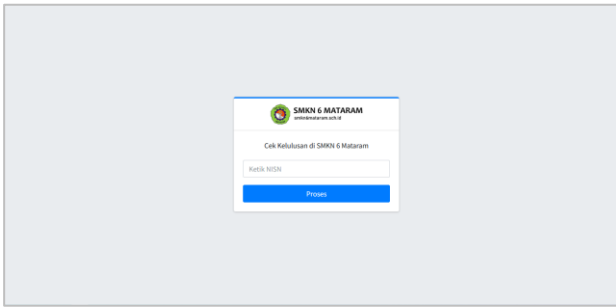 SMKN 6 MATARAM
smkn6mataram.sch.id
Cek Kelulusan di SMKN 6 Mataram
Ketik NISN
Proses